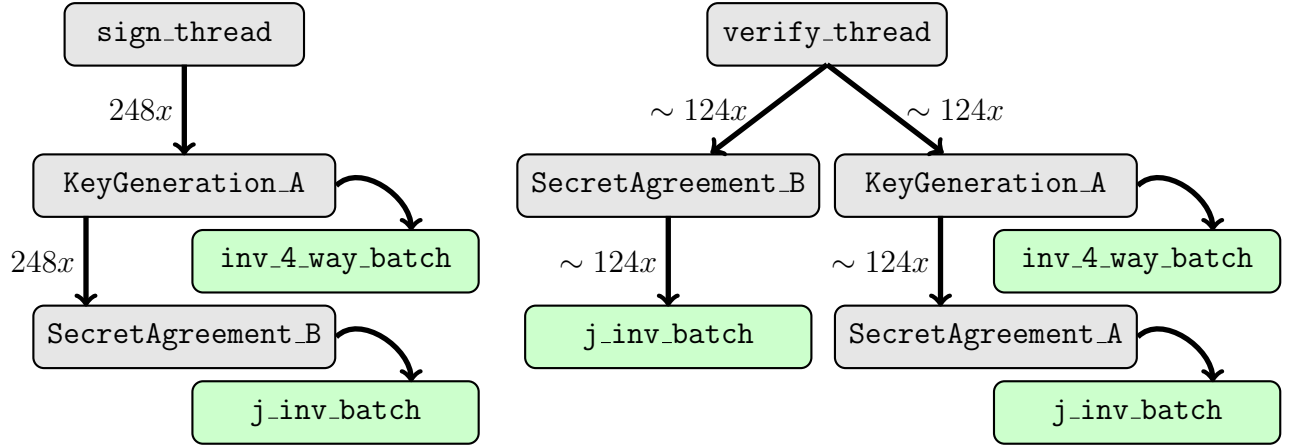 sign_thread
248x
KeyGeneration_A
inv_4_way_batch
248x
SecretAgreement_B
j_inv_batch
verify_thread
∼ 124x
∼ 124x
SecretAgreement_B
KeyGeneration_A
inv_4_way_batch
∼ 124x
∼ 124x
j_inv_batch
SecretAgreement_A
j_inv_batch